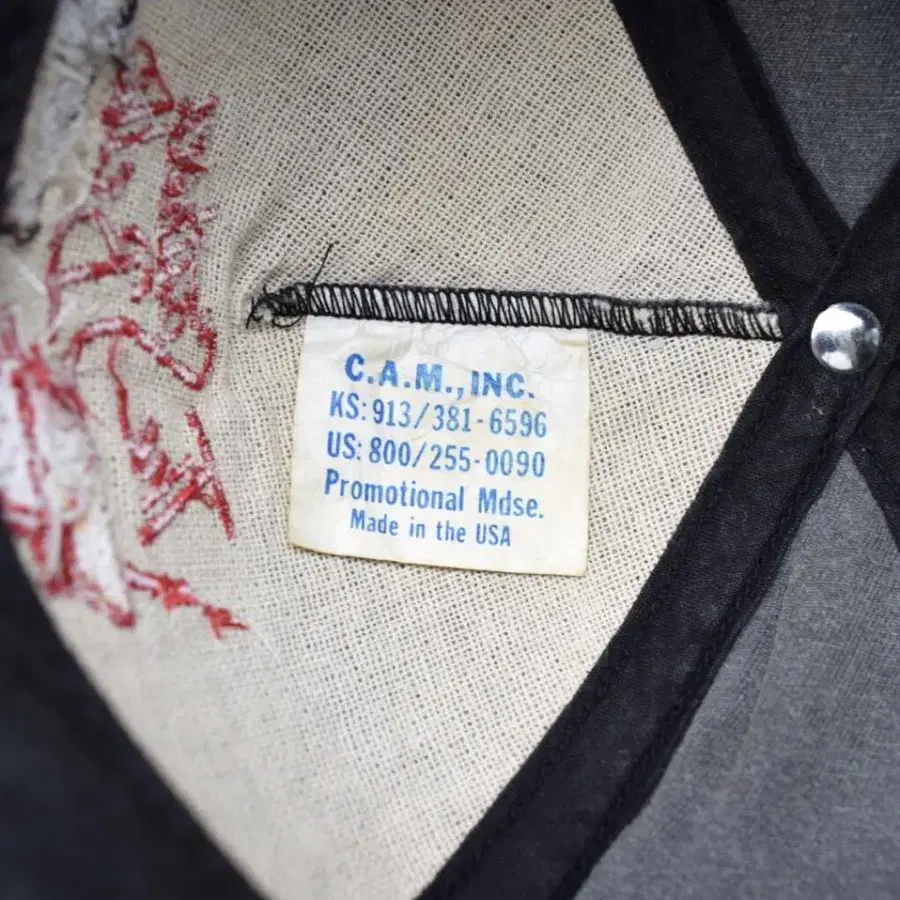 C.A.M., INC.
KS: 913/381-6596
US: 800/255-0090
Promotional Mdse.
Made in the USA